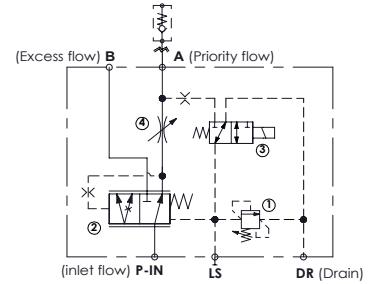 (Excess flow) B
A (Priority flow)
④
③
①
②
(inlet flow) P-IN
LS
DR (Drain)